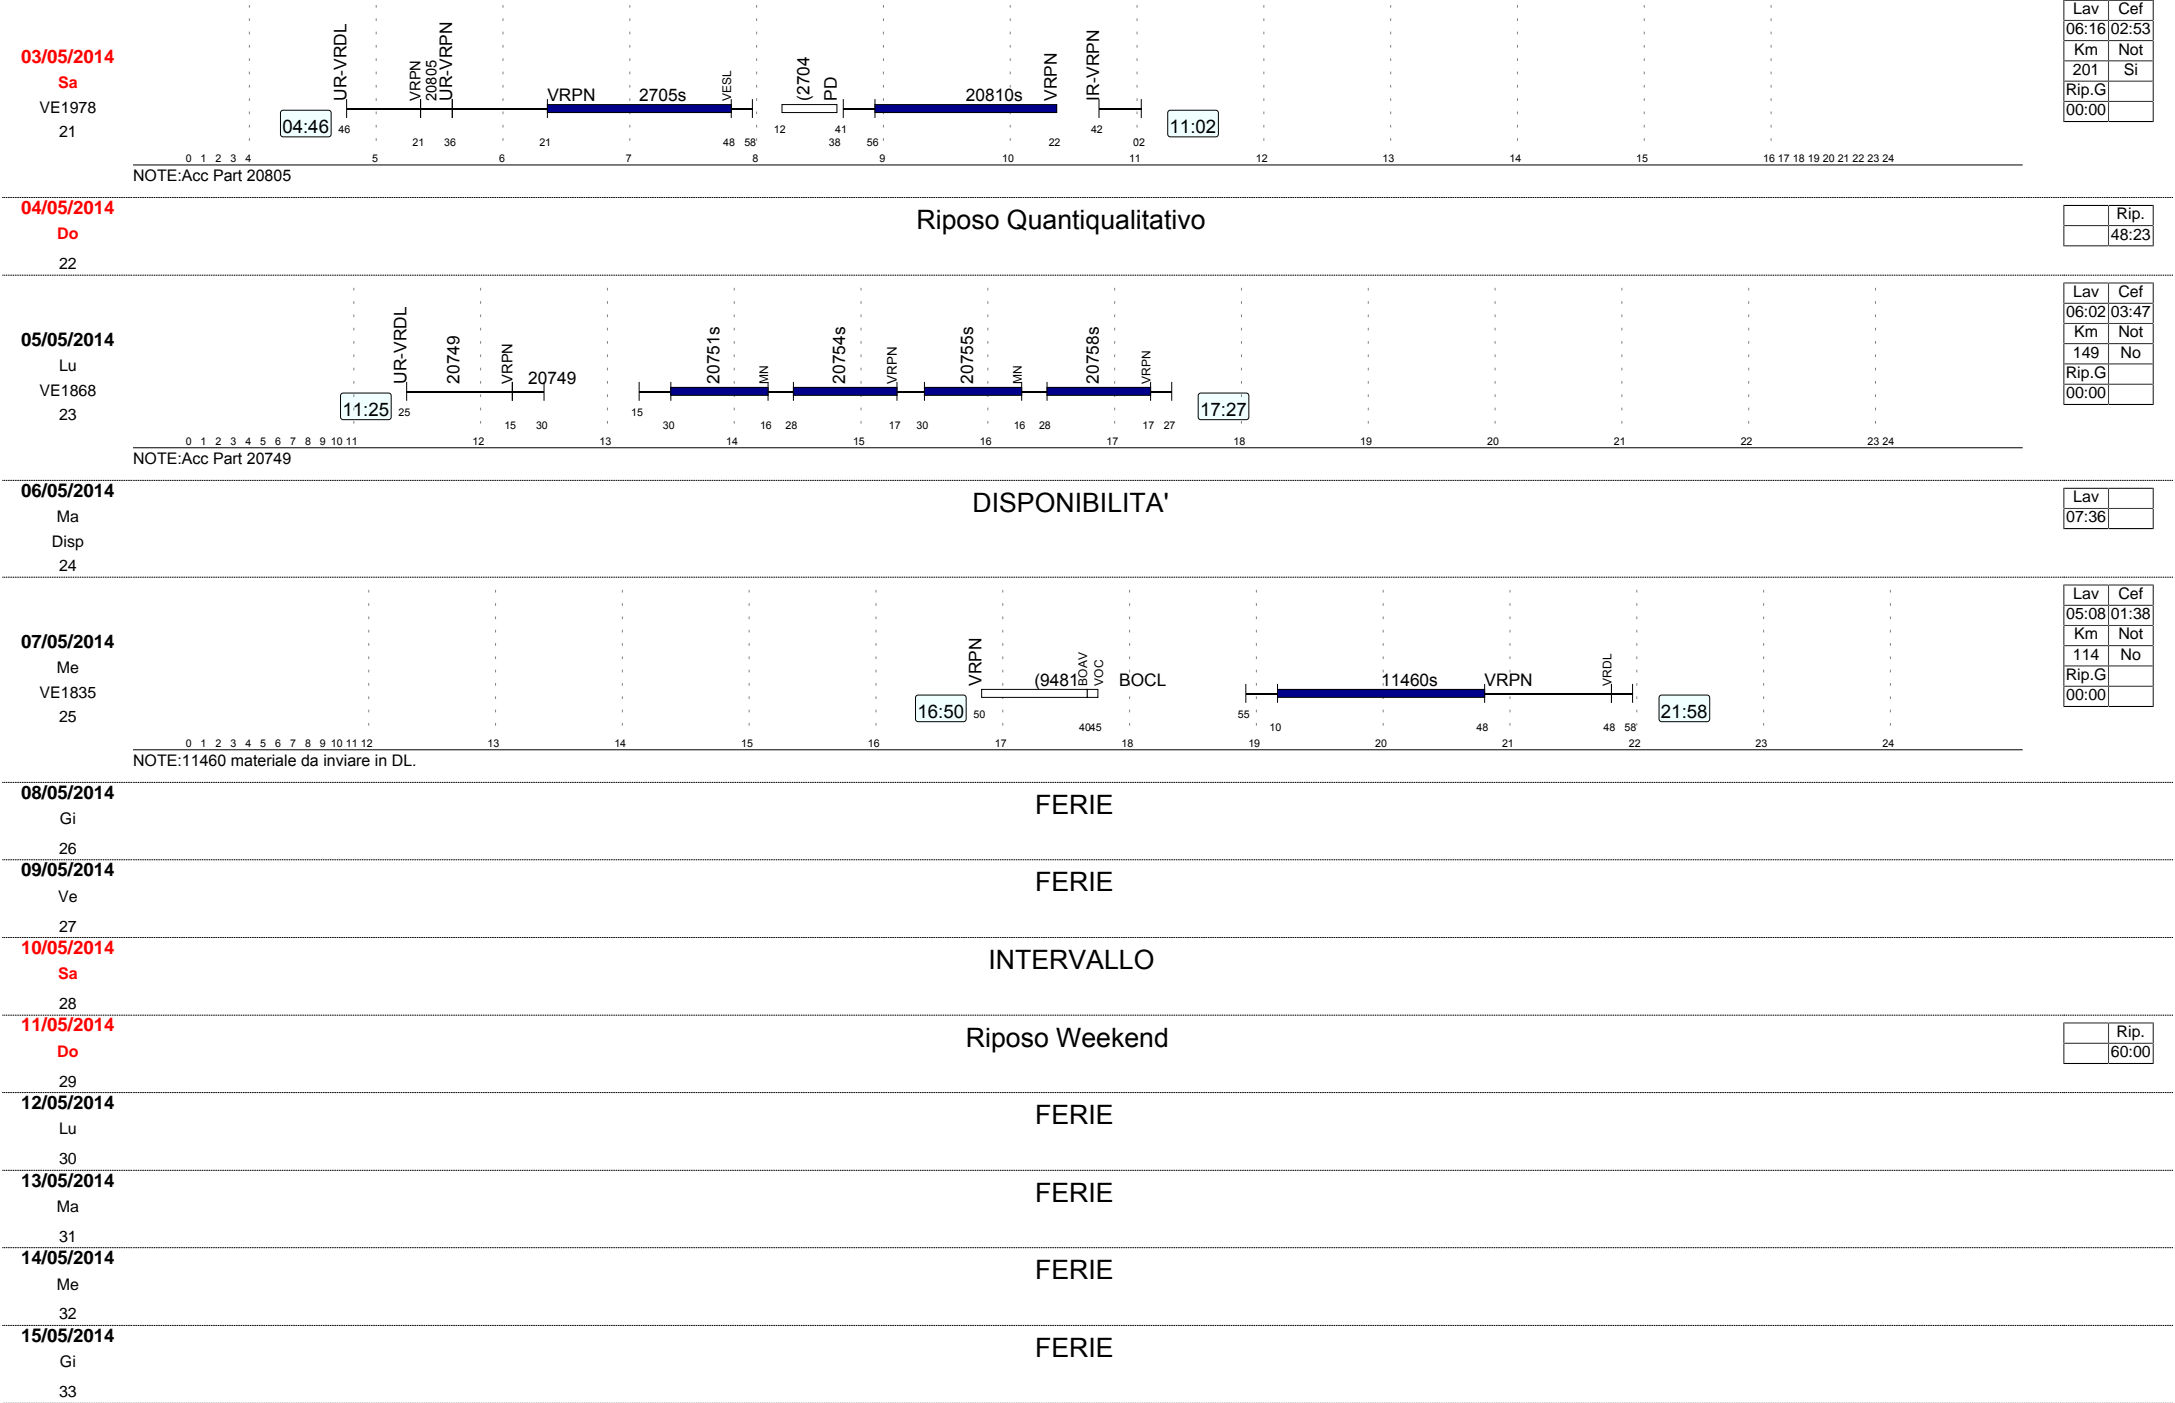 03/05/2014
Sa
VE1978
21
04:46
UR-VRDL VRPN 20805 UR-VRPN VRPN 2705s VESL (2704 PD 20810s VRPN UR-VRPN
11:02
46 21 36 21 48 58 12 38 41 56 22 42 02
0 1 2 3 4 5 6 7 8 9 10 11 12 13 14 15 16 17 18 19 20 21 22 23 24
NOTE:Acc Part 20805
Lav Cef
06:16 02:53
Km Not
201 Si
Rip.G
00:00
04/05/2014
Do
22
Riposo Quantiqualitativo
Rip.
48:23
05/05/2014
Lu
VE1868
23
11:25
UR-VRDL 20749 VRPN 20749 20751s MN 20754s VRPN 20755s MN 20758s VRPN
17:27
25 15 30 15 30 16 28 17 30 16 28 17 27
0 1 2 3 4 5 6 7 8 9 10 11 12 13 14 15 16 17 18 19 20 21 22 23 24
NOTE:Acc Part 20749
Lav Cef
06:02 03:47
Km Not
149 No
Rip.G
00:00
06/05/2014
Ma
Disp
24
DISPONIBILITA'
Lav
07:36
07/05/2014
Me
VE1835
25
16:50
VRPN (9481 BOAV VOC BOCL 11460s VRPN VRDL
21:58
50 40 45 55 10 48 48 58
0 1 2 3 4 5 6 7 8 9 10 11 12 13 14 15 16 17 18 19 20 21 22 23 24
NOTE:11460 materiale da inviare in DL.
Lav Cef
05:08 01:38
Km Not
114 No
Rip.G
00:00
08/05/2014
Gi
26
FERIE
09/05/2014
Ve
27
FERIE
10/05/2014
Sa
28
INTERVALLO
11/05/2014
Do
29
Riposo Weekend
Rip.
60:00
12/05/2014
Lu
30
FERIE
13/05/2014
Ma
31
FERIE
14/05/2014
Me
32
FERIE
15/05/2014
Gi
33
FERIE